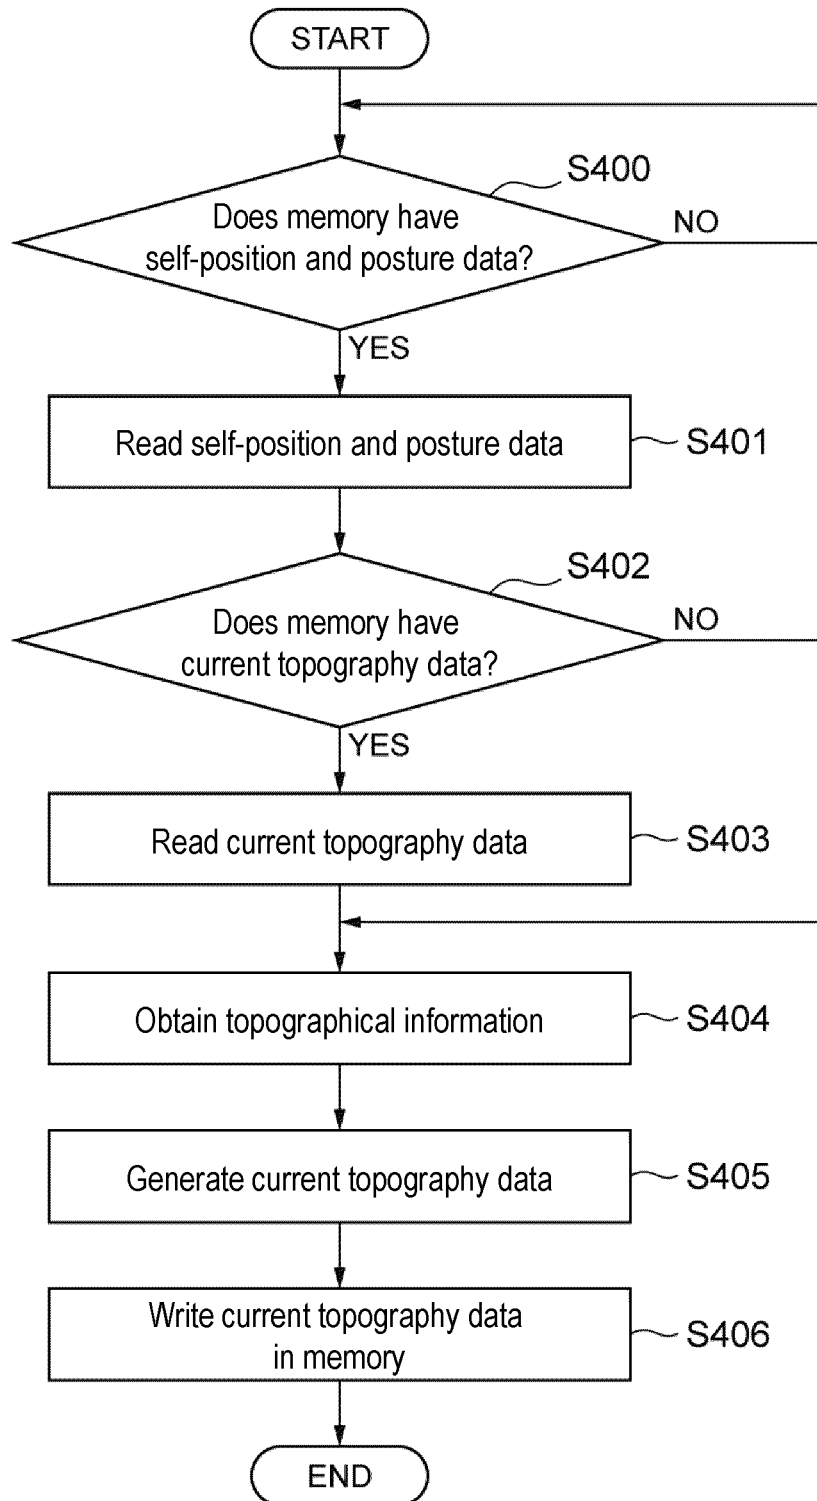 START
S400
Does memory have
self-position and posture data?
NO
YES
Read self-position and posture data
S401
S402
Does memory have
current topography data?
NO
YES
Read current topography data
S403
Obtain topographical information
S404
Generate current topography data
S405
Write current topography data
in memory
S406
END